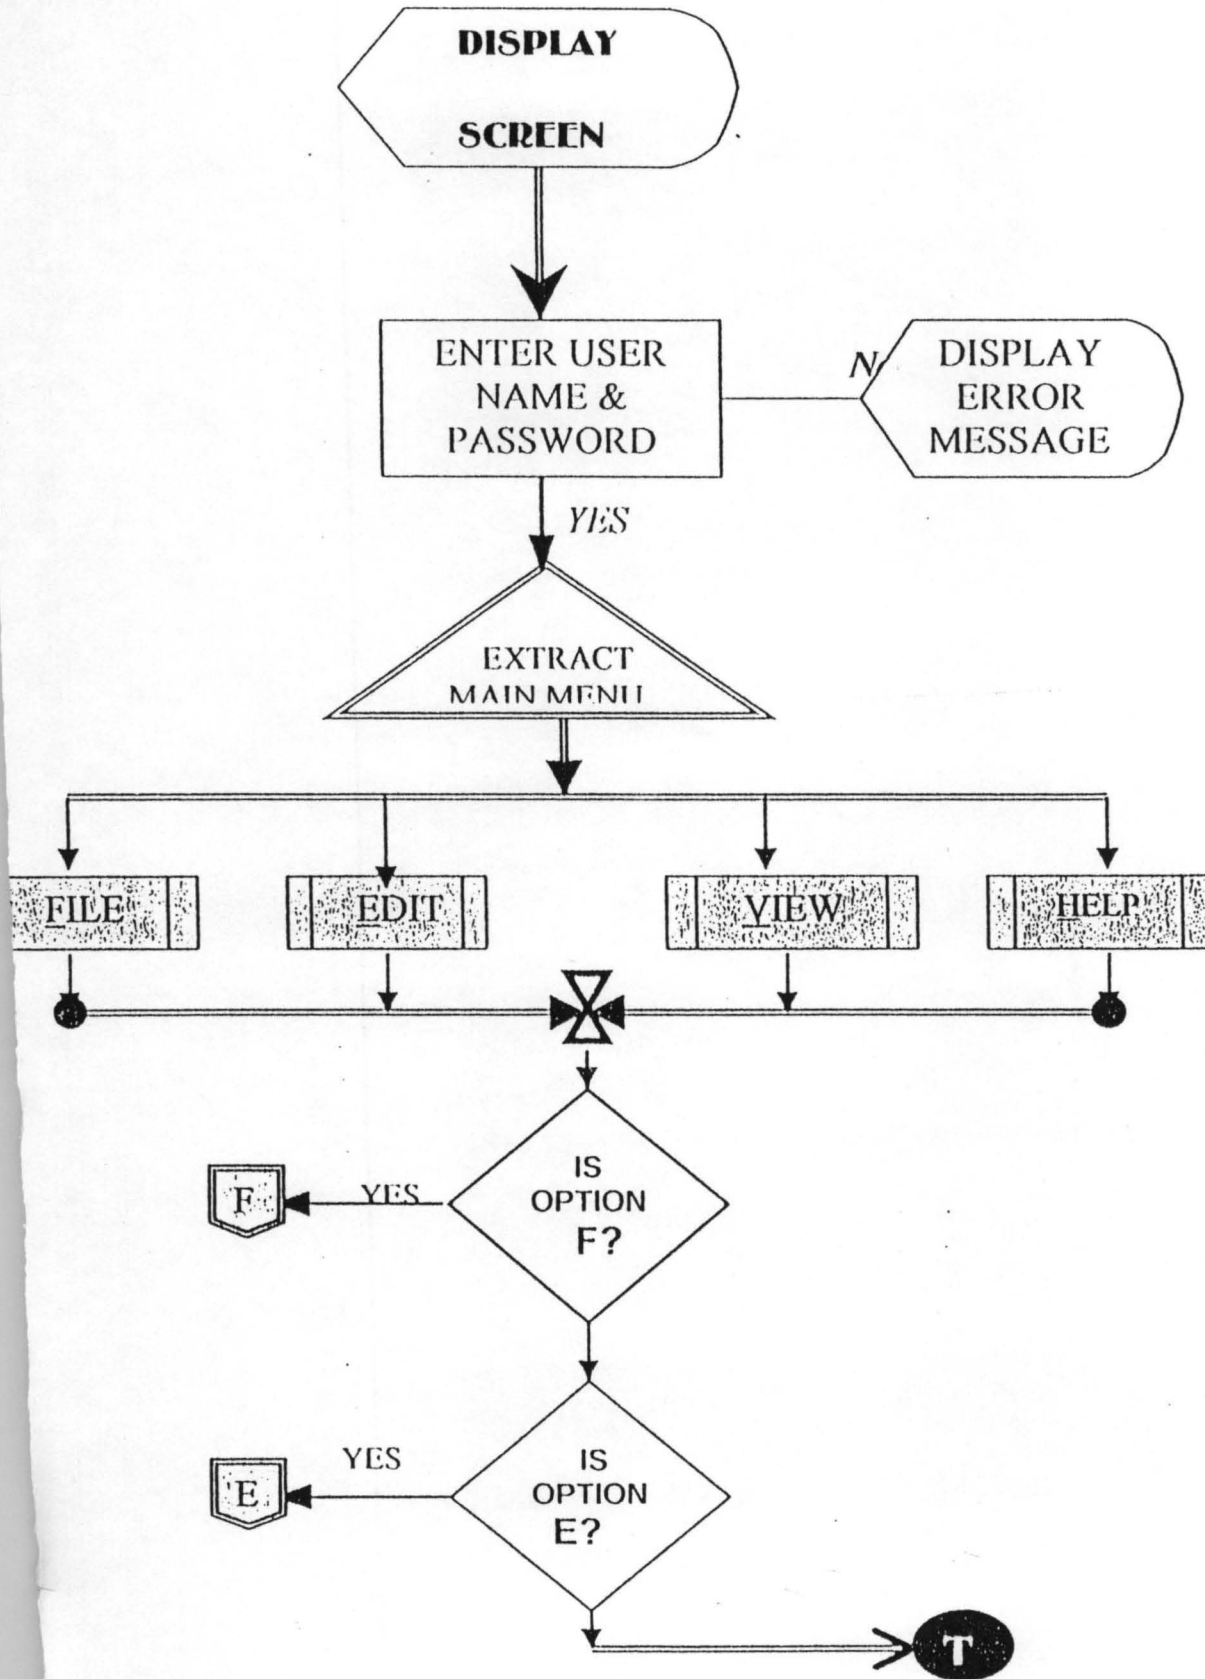 DISPLAY
SCREEN
ENTER USER
NAME &
PASSWORD
DISPLAY
ERROR
MESSAGE
YES
EXTRACT
MAIN MENU
FILE
EDIT
VIEW
HELP
IS
OPTION
F?
YES
F
IS
OPTION
E?
YES
E
T